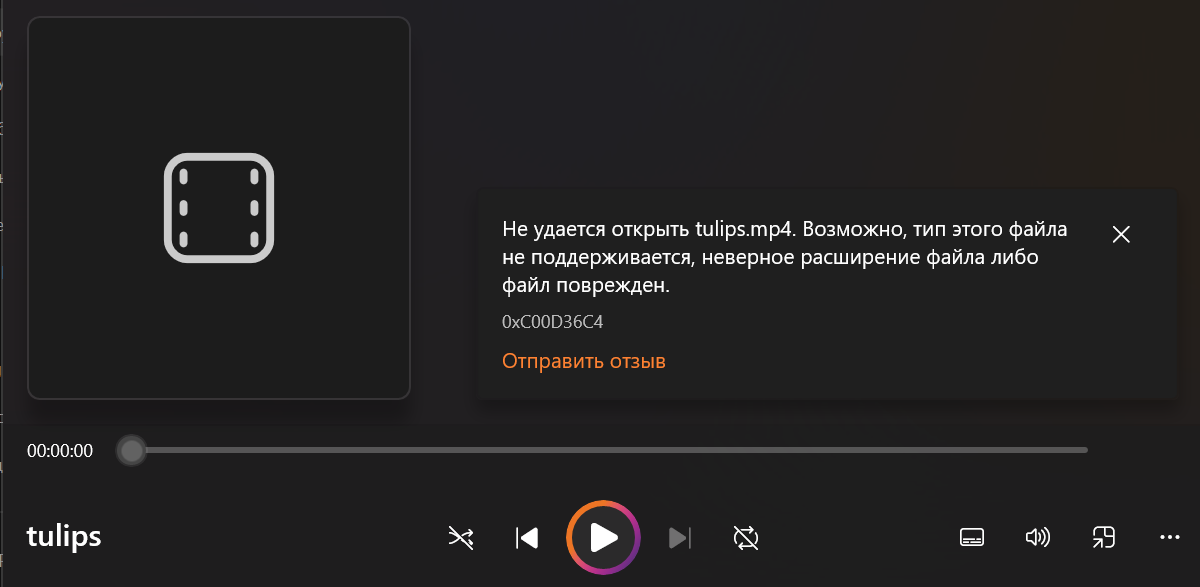 Не удается открыть tulips.mp4. Возможно, тип этого файла
не поддерживается, неверное расширение файла либо
файл поврежден.
0xC00D36C4
Отправить отзыв
00:00:00
tulips